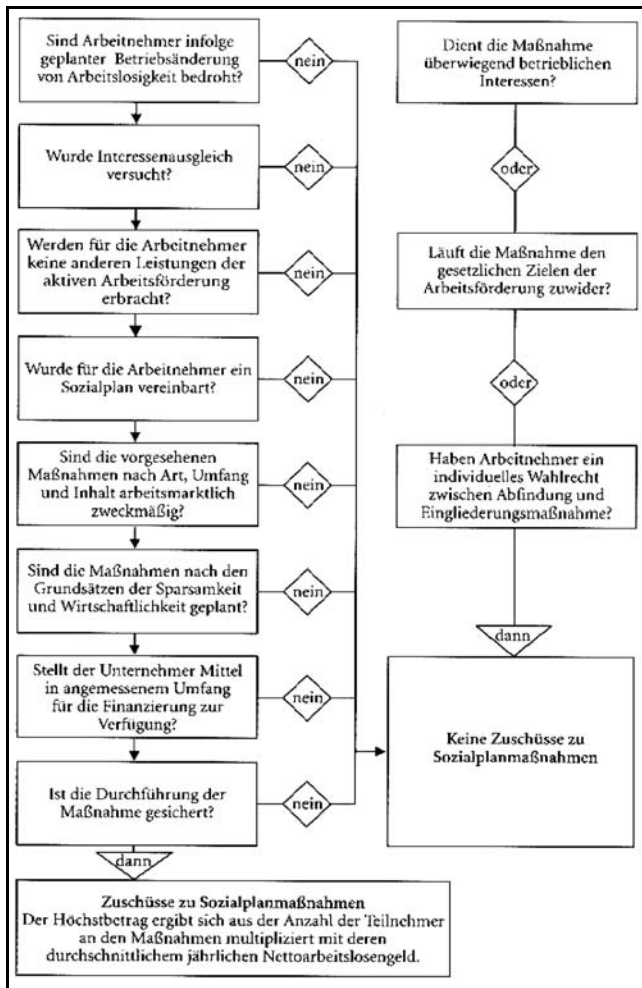 Sind Arbeitnehmer infolge
geplanter Betriebsänderung
von Arbeitslosigkeit bedroht?
nein
Wurde Interessenausgleich
versucht?
nein
Werden für die Arbeitnehmer
keine anderen Leistungen der
aktiven Arbeitsförderung
erbracht?
nein
Wurde für die Arbeitnehmer ein
Sozialplan vereinbart?
nein
Sind die vorgesehenen
Maßnahmen nach Art, Umfang
und Inhalt arbeitsmarktlich
zweckmäßig?
nein
Sind die Maßnahmen nach den
Grundsätzen der Sparsamkeit
und Wirtschaftlichkeit geplant?
nein
Stellt der Unternehmer Mittel
in angemessenem Umfang
für die Finanzierung zur
Verfügung?
nein
Ist die Durchführung der
Maßnahme gesichert?
nein
dann
Zuschüsse zu Sozialplanmaßnahmen
Der Höchstbetrag ergibt sich aus der Anzahl der Teilnehmer
an den Maßnahmen multipliziert mit deren
durchschnittlichem jährlichen Nettoarbeitslosengeld.
Dient die Maßnahme
überwiegend betrieblichen
Interessen?
oder
Läuft die Maßnahme den
gesetzlichen Zielen der
Arbeitsförderung zuwider?
oder
Haben Arbeitnehmer ein
individuelles Wahlrecht
zwischen Abfindung und
Eingliederungsmaßnahme?
dann
Keine Zuschüsse zu
Sozialplanmaßnahmen